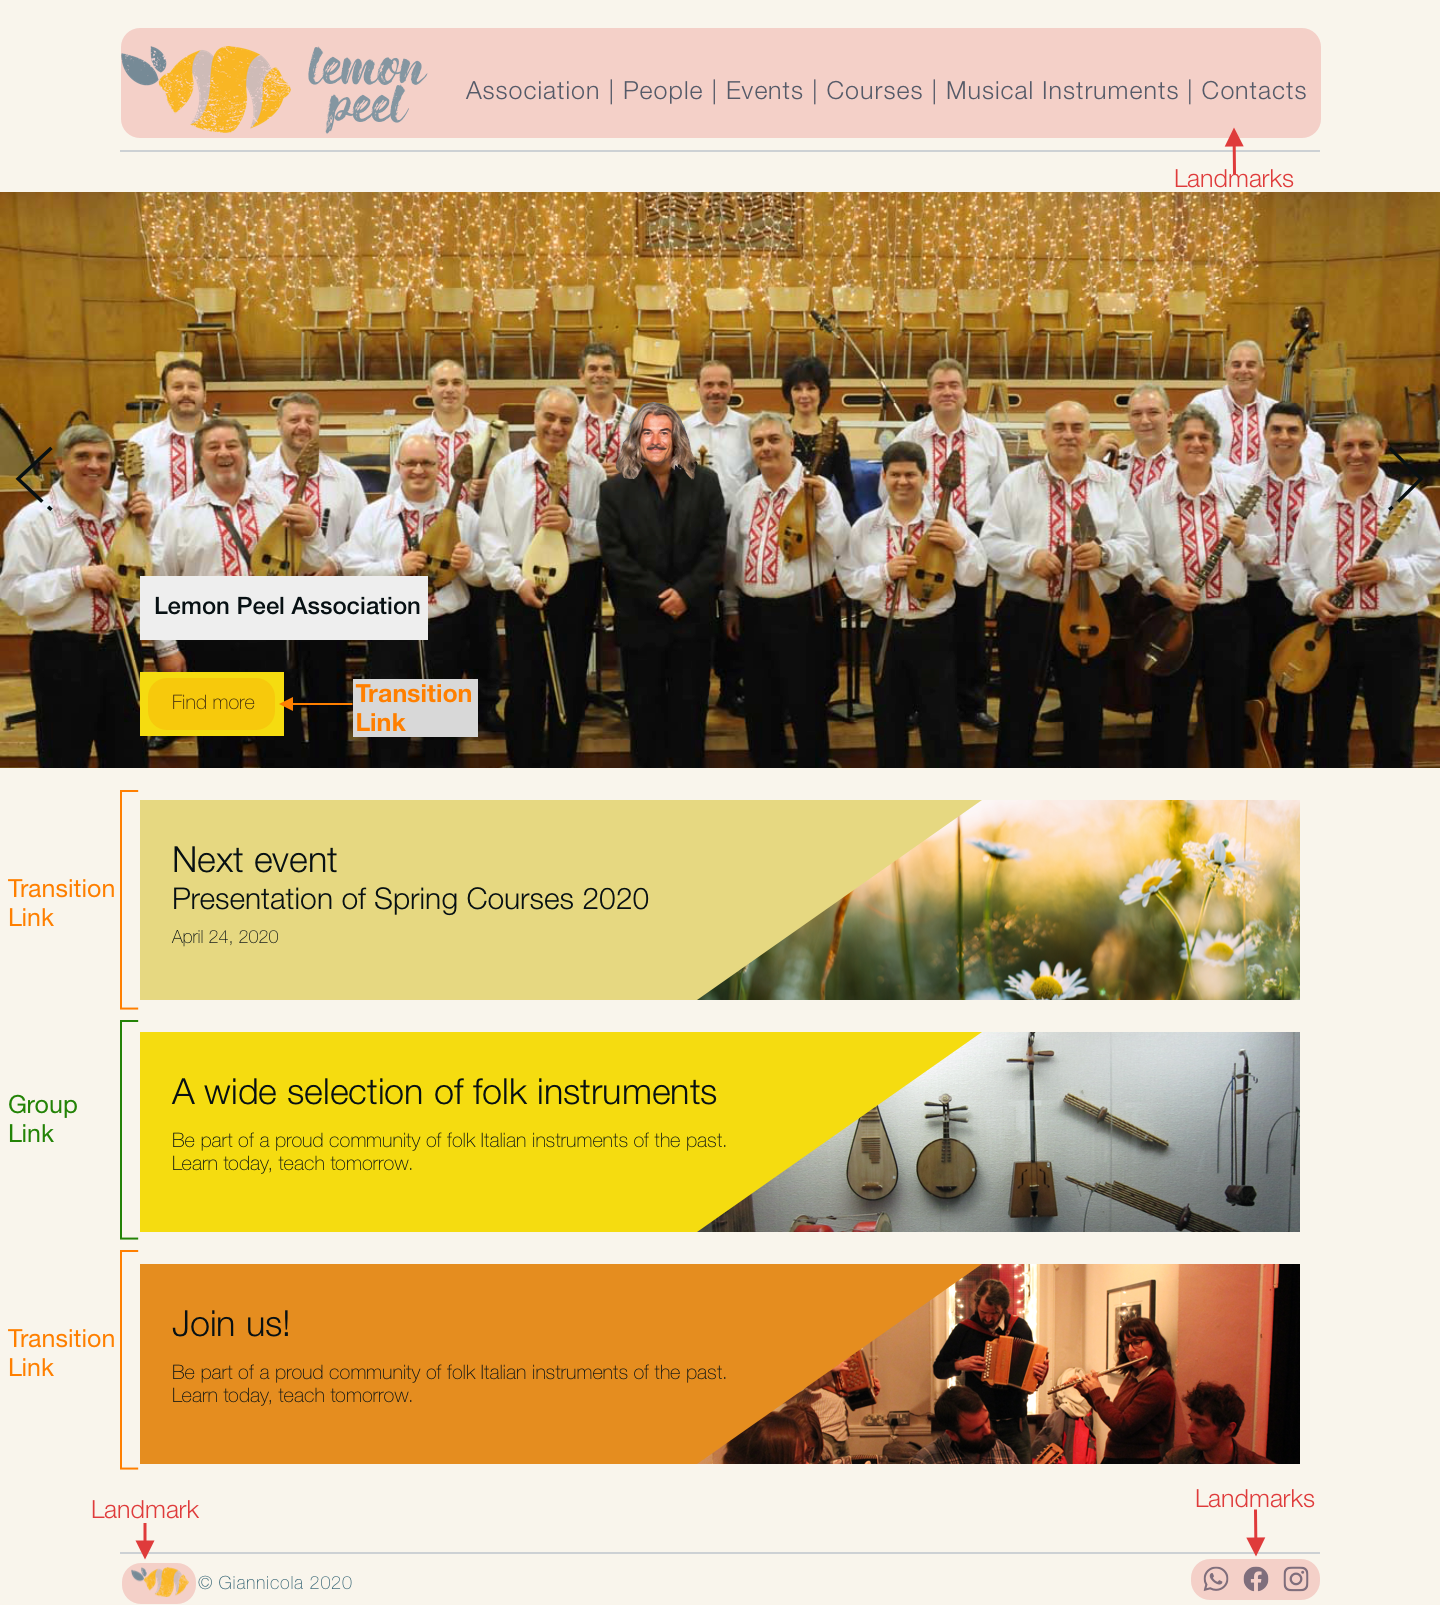 lemon
peel
Association | People | Events | Courses | Musical Instruments | Contacts
Landmarks
Lemon Peel Association
Find more
Transition
Link
Transition
Link
Next event
Presentation of Spring Courses 2020
April 24, 2020
Group
Link
A wide selection of folk instruments
Be part of a proud community of folk Italian instruments of the past.
Learn today, teach tomorrow.
Transition
Link
Join us!
Be part of a proud community of folk Italian instruments of the past.
Learn today, teach tomorrow.
Landmark
Landmarks
© Giannicola 2020